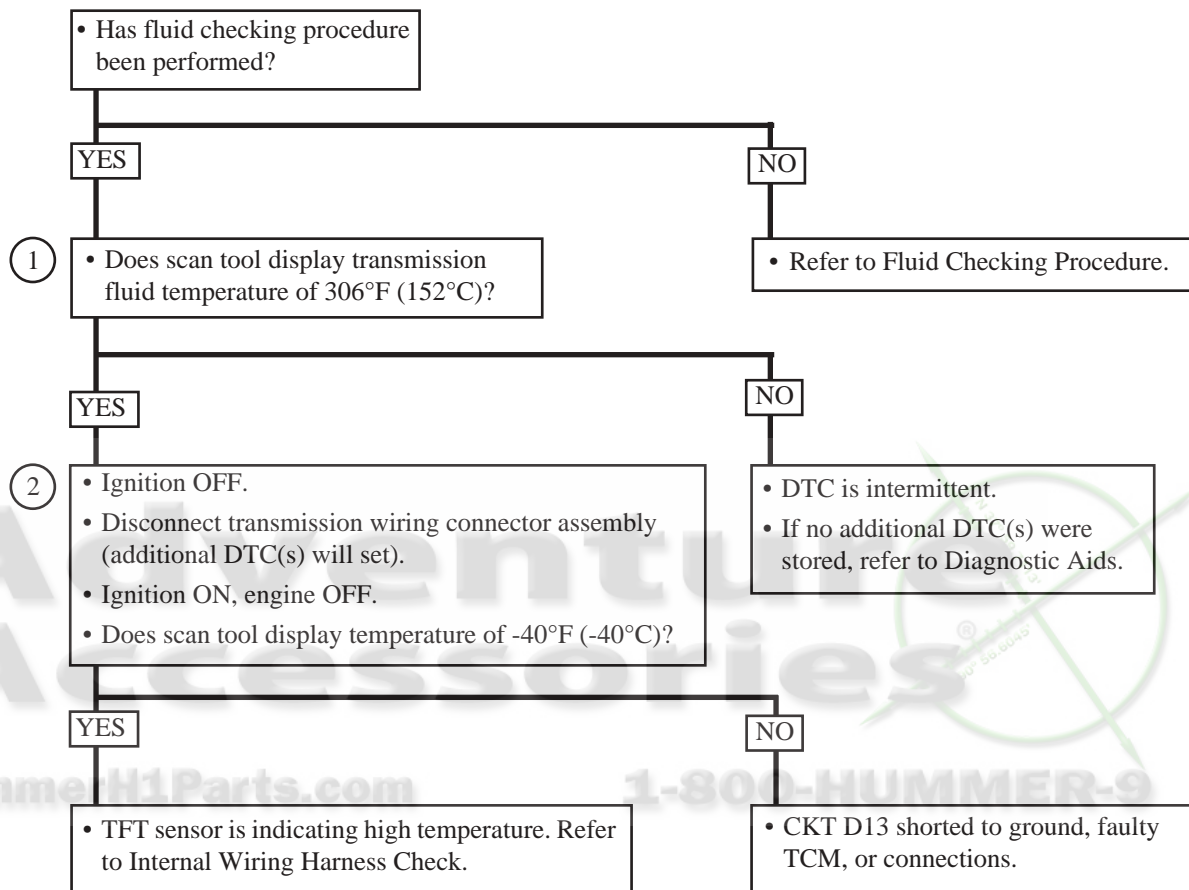 • Has fluid checking procedure
been performed?
YES
NO
1
• Does scan tool display transmission
fluid temperature of 306°F (152°C)?
• Refer to Fluid Checking Procedure.
YES
NO
2
• Ignition OFF.
• Disconnect transmission wiring connector assembly
(additional DTC(s) will set).
• Ignition ON, engine OFF.
• Does scan tool display temperature of -40°F (-40°C)?
• DTC is intermittent.
• If no additional DTC(s) were
stored, refer to Diagnostic Aids.
Adventure
Accessories®
YES
NO
mmerH1Parts.com
1-800-HUMMER-9
• TFT sensor is indicating high temperature. Refer
to Internal Wiring Harness Check.
• CKT D13 shorted to ground, faulty
TCM, or connections.